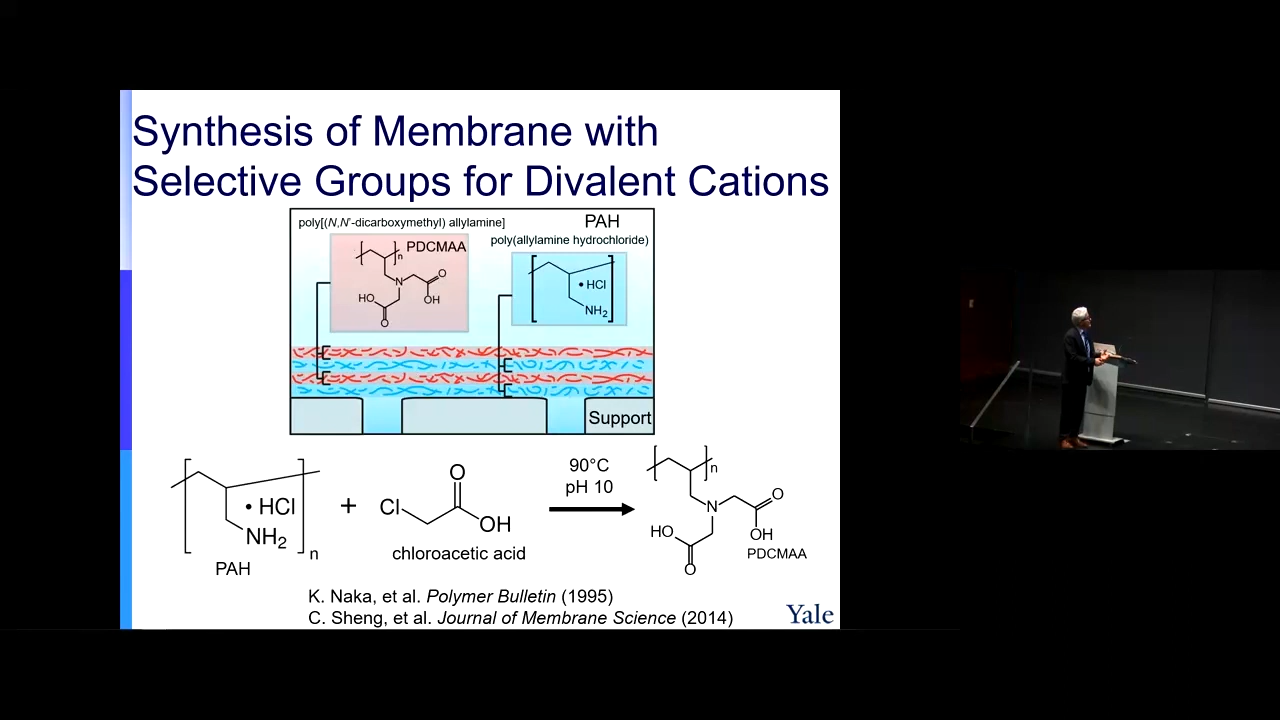 Synthesis of Membrane with
Selective Groups for Divalent Cations
poly[(N,N'-dicarboxymethyl) allylamine]
PAH
poly(allylamine hydrochloride)
PDCMAA
n
N
O
HO
OH
O
• HCl
NH2
Support
90°C
pH 10
• HCl
NH2
n
PAH
+
Cl
O
OH
chloroacetic acid
n
N
O
HO
OH
O
PDCMAA
K. Naka, et al. Polymer Bulletin (1995)
C. Sheng, et al. Journal of Membrane Science (2014)
Yale